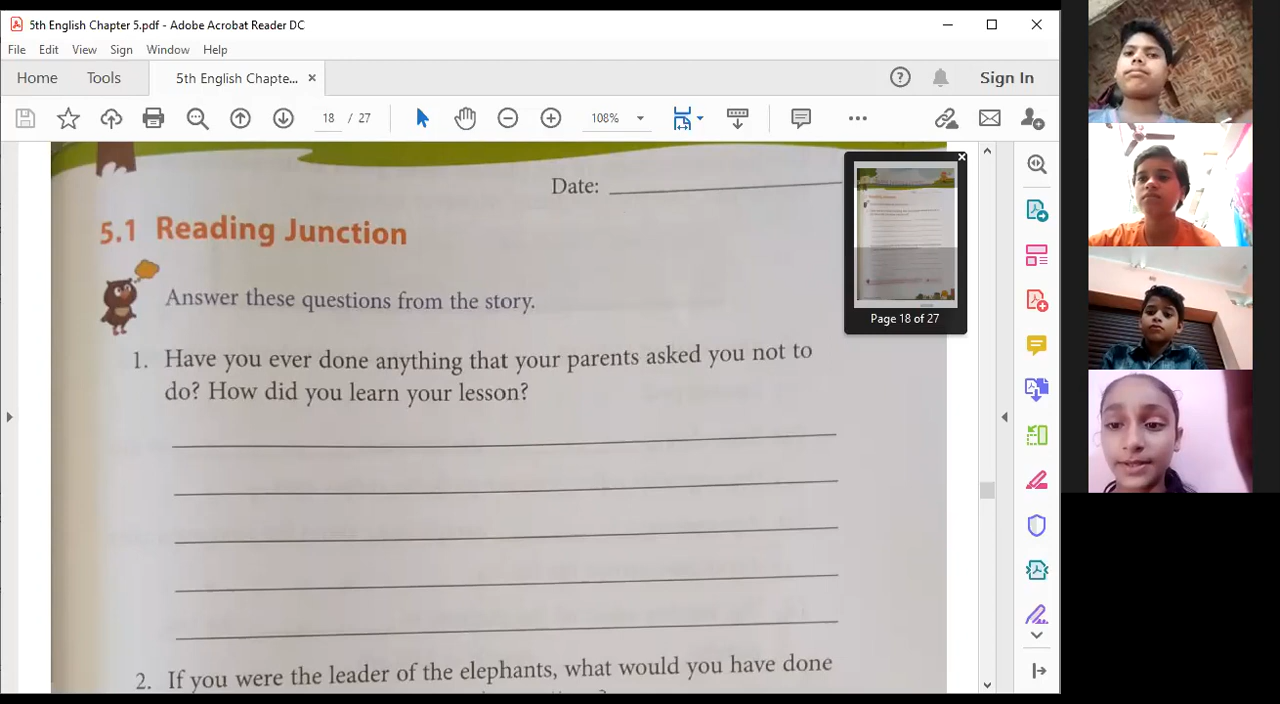 5th English Chapter 5.pdf - Adobe Acrobat Reader DC
File Edit View Sign Window Help
Home Tools 5th English Chapte... × Sign In
18 / 27 108%
Date:
5.1 Reading Junction
Answer these questions from the story.
1. Have you ever done anything that your parents asked you not to
do? How did you learn your lesson?
2. If you were the leader of the elephants, what would you have done
Page 18 of 27